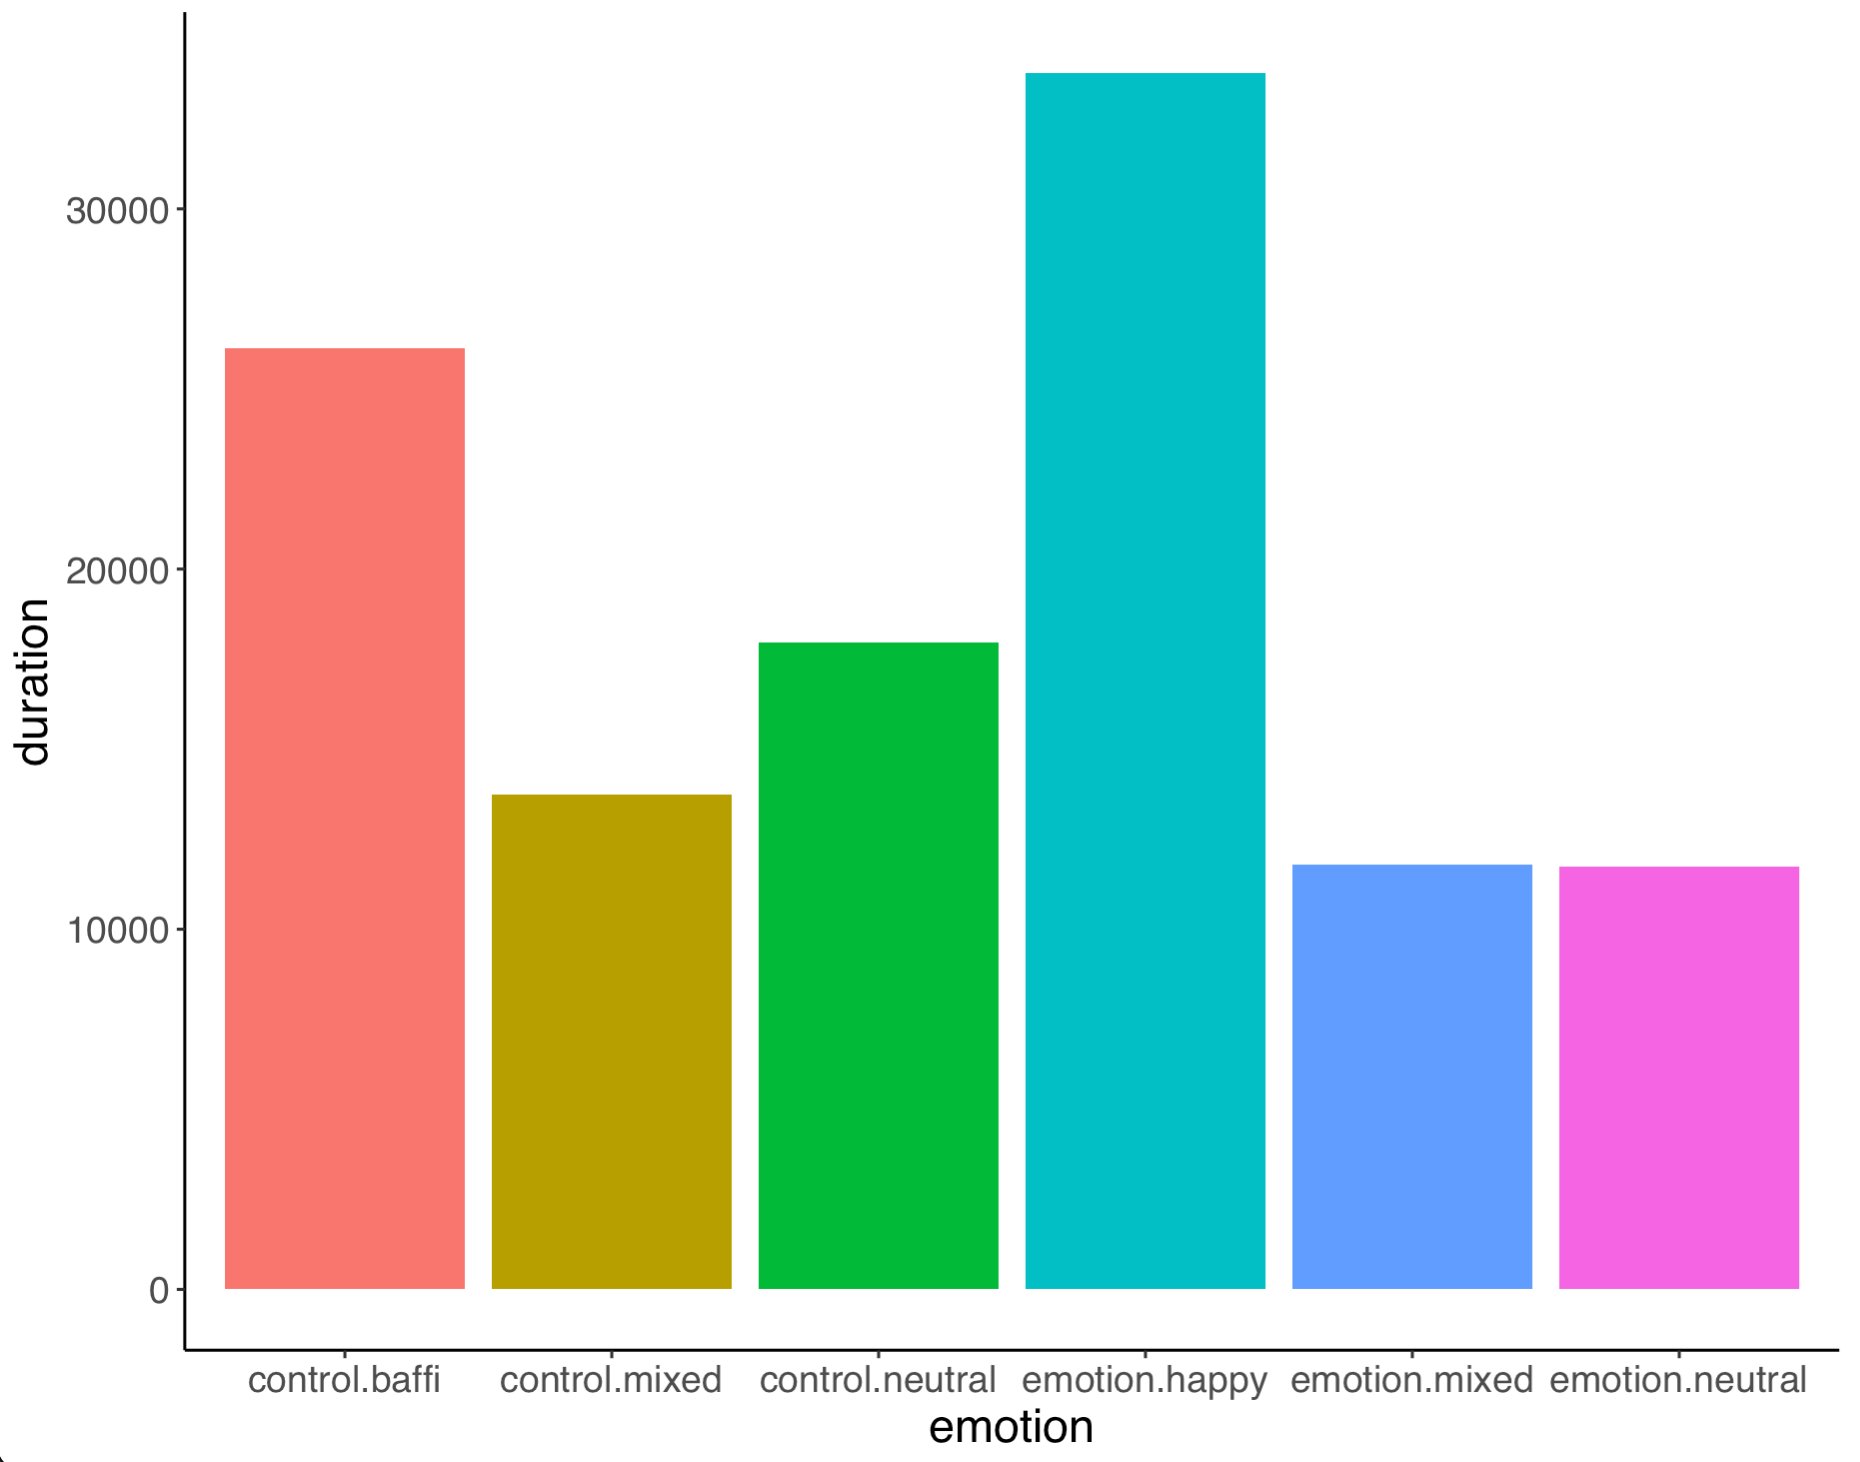 duration
30000
20000
10000
0
control.baffi control.mixed control.neutral emotion.happy emotion.mixed emotion.neutral
emotion